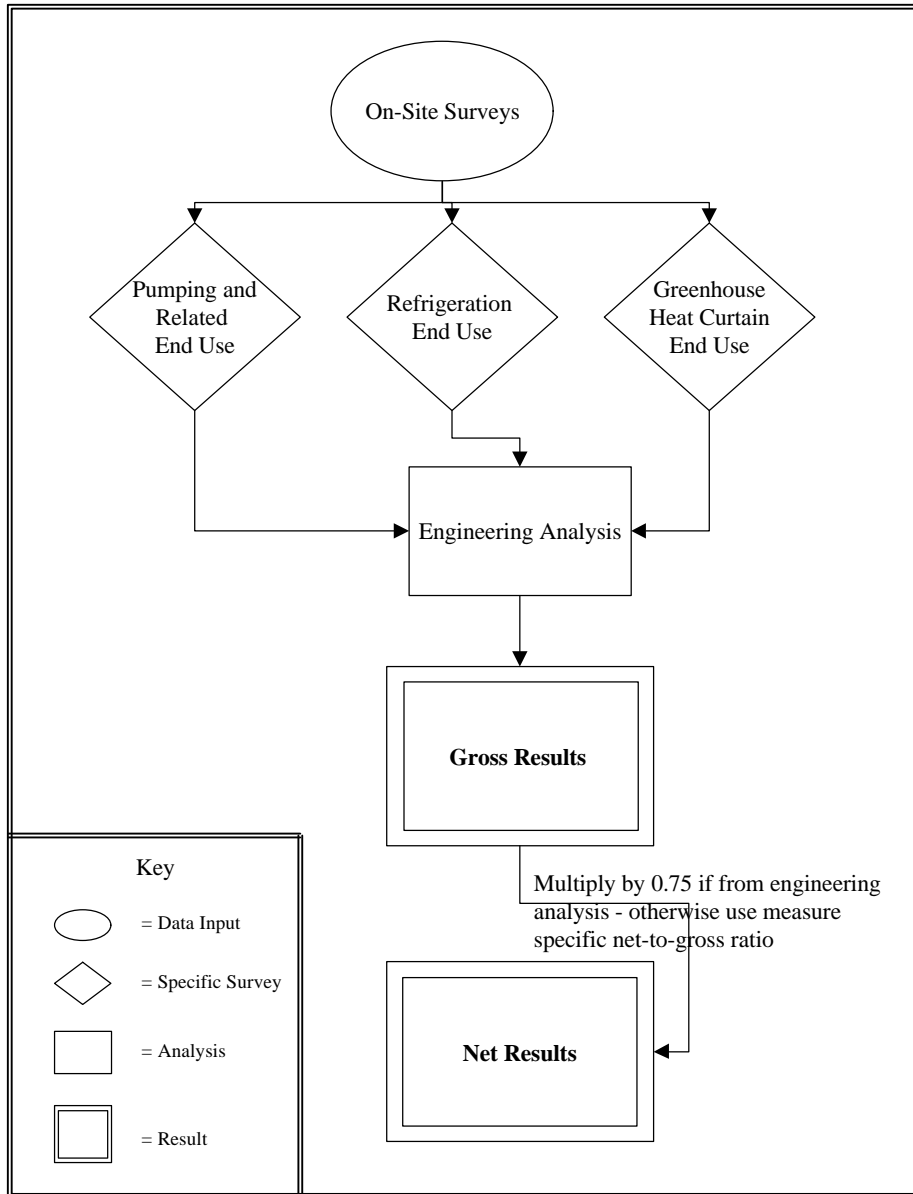 On-Site Surveys
Pumping and
Related
End Use
Refrigeration
End Use
Greenhouse
Heat Curtain
End Use
Engineering Analysis
Gross Results
Multiply by 0.75 if from engineering
analysis - otherwise use measure
specific net-to-gross ratio
Net Results
Key
= Data Input
= Specific Survey
= Analysis
= Result